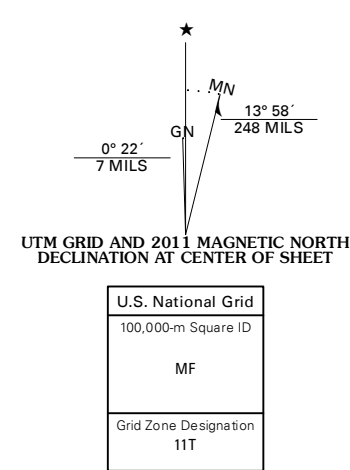 ★
MN
GN
13° 58´
248 MILS
0° 22´
7 MILS
UTM GRID AND 2011 MAGNETIC NORTH
DECLINATION AT CENTER OF SHEET
U.S. National Grid
100,000-m Square ID
MF
Grid Zone Designation
11T